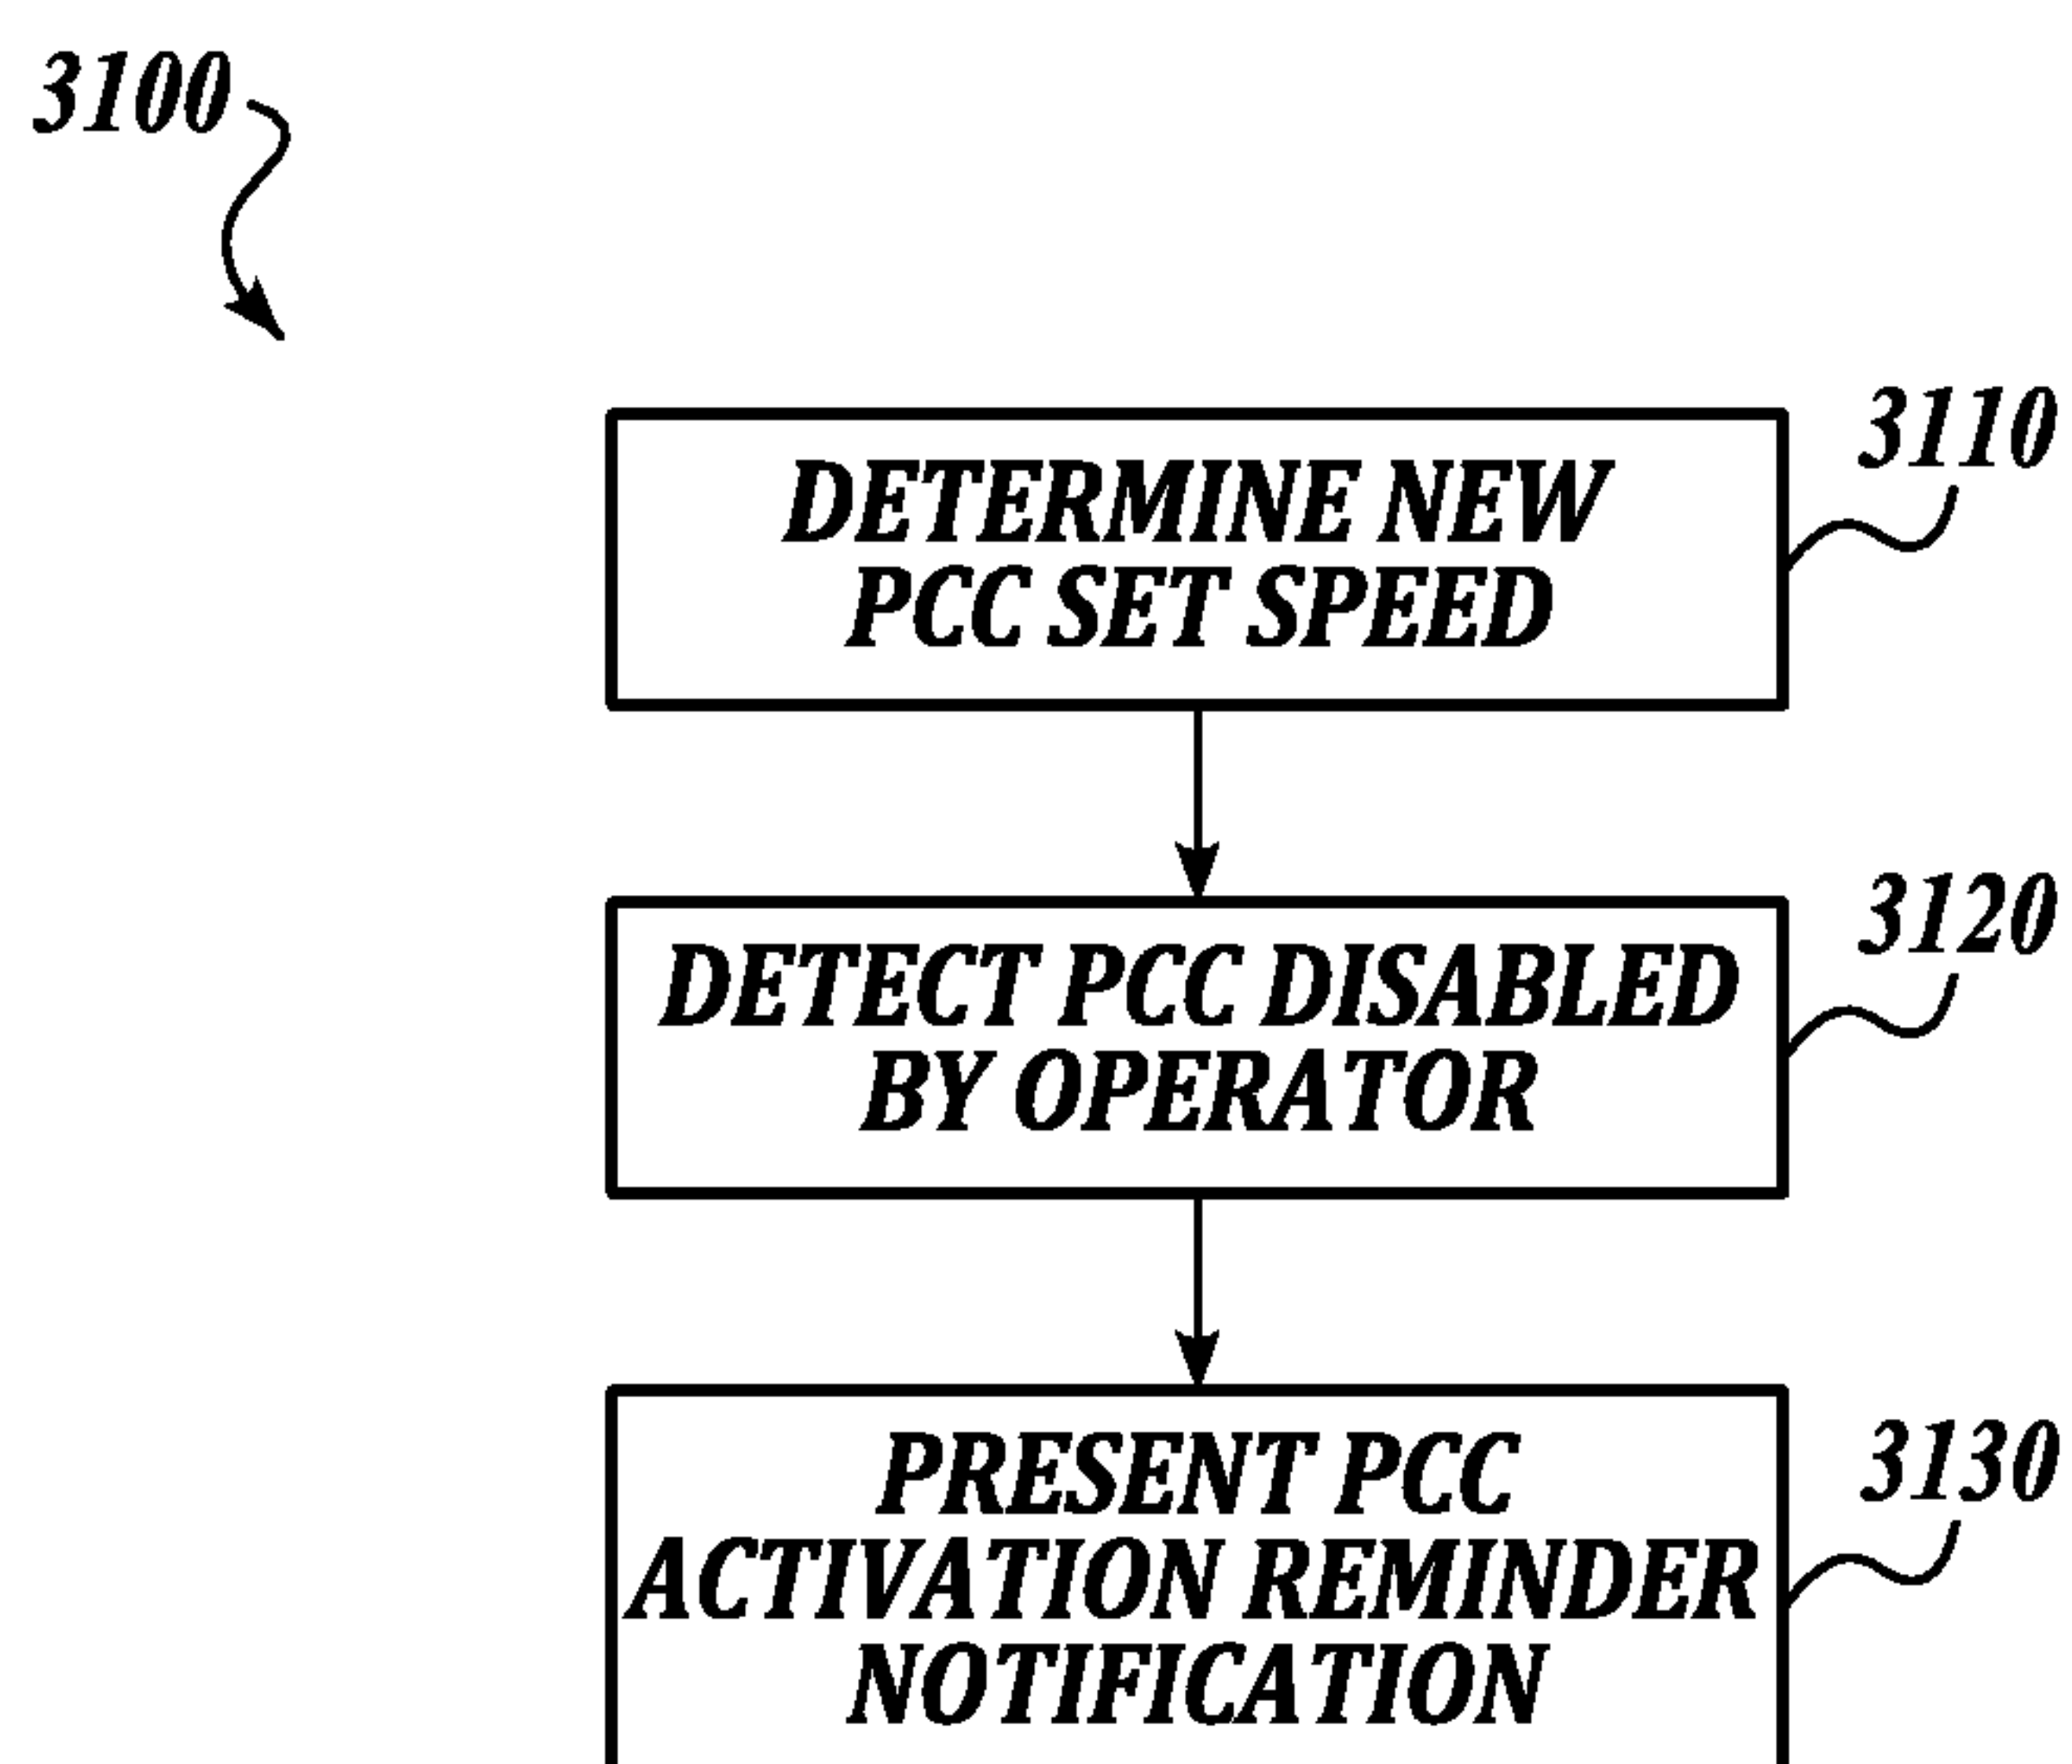 3100
3110
DETERMINE NEW
PCC SET SPEED
3120
DETECT PCC DISABLED
BY OPERATOR
3130
PRESENT PCC
ACTIVATION REMINDER
NOTIFICATION